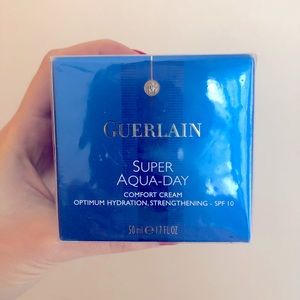 GUERLAIN
SUPER
AQUA-DAY
COMFORT CREAM
OPTIMUM HYDRATION, STRENGTHENING - SPF 10
50 ml ℮ 1.7 FL.OZ